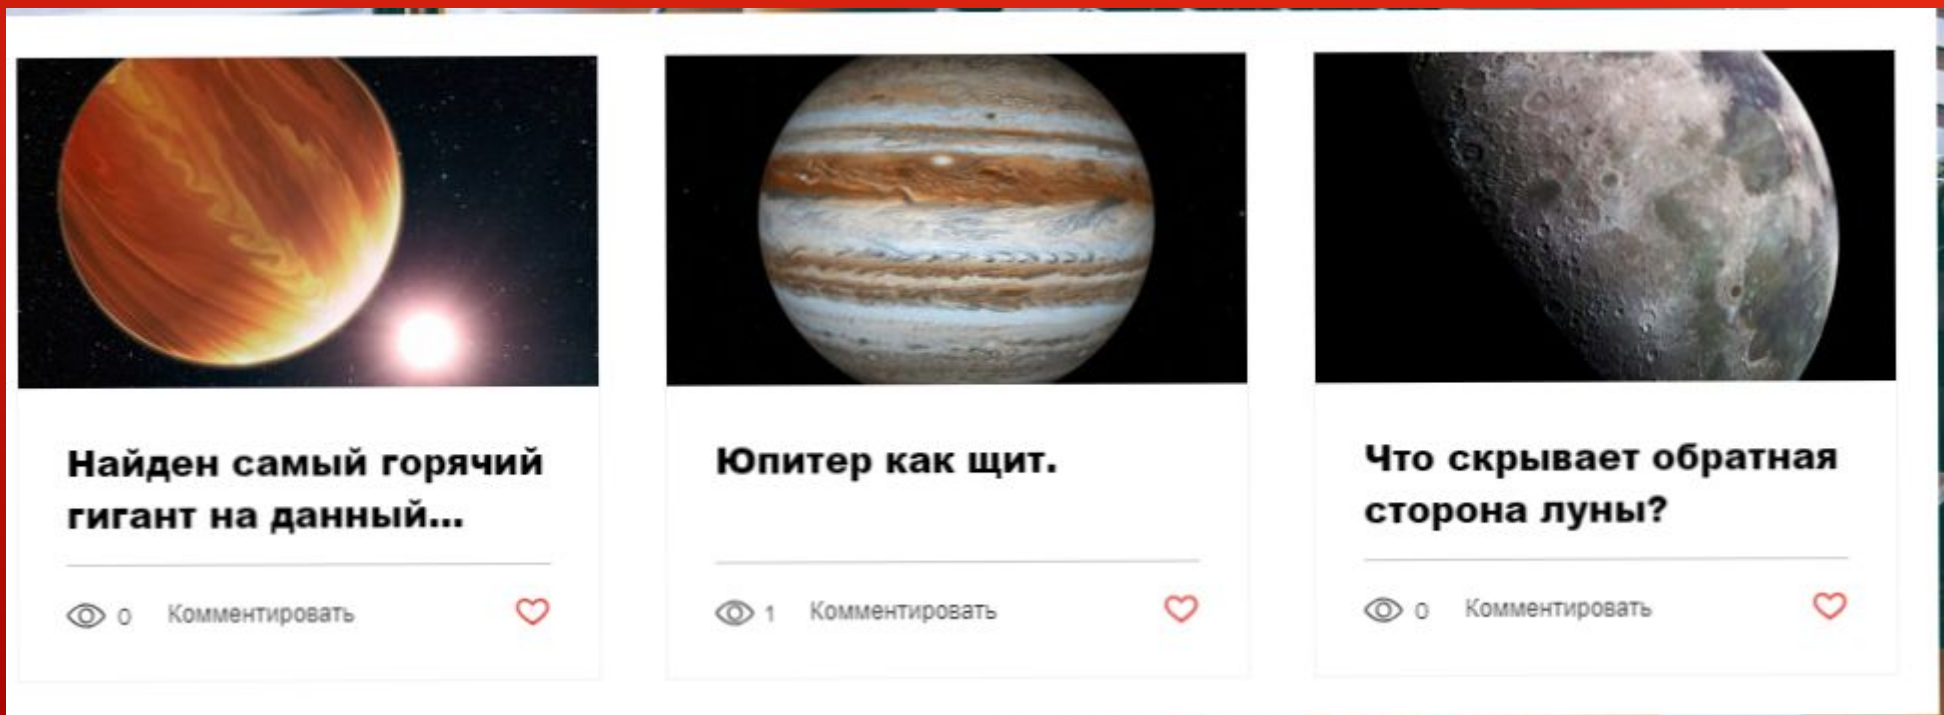 Найден самый горячий
гигант на данный...
0 Комментировать
Юпитер как щит.
1 Комментировать
Что скрывает обратная
сторона луны?
0 Комментировать